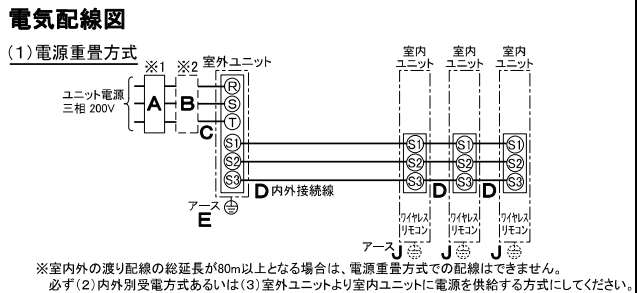 電気配線図
(1)電源重畳方式
※1 ※2 室外ユニット
室内ユニット 室内ユニット 室内ユニット
ユニット電源
三相 200V
A B C
R
S
T
S1 S1 S1 S1
S2 S2 S2 S2
S3 S3 S3 S3
D 内外接続線 D D
アース
E
ワイヤレスリモコン ワイヤレスリモコン ワイヤレスリモコン
アース J J J
※室内外の渡り配線の総延長が80m以上となる場合は、電源重畳方式での配線はできません。
必ず(2)内外別受電方式あるいは(3)室外ユニットより室内ユニットに電源を供給する方式にしてください。